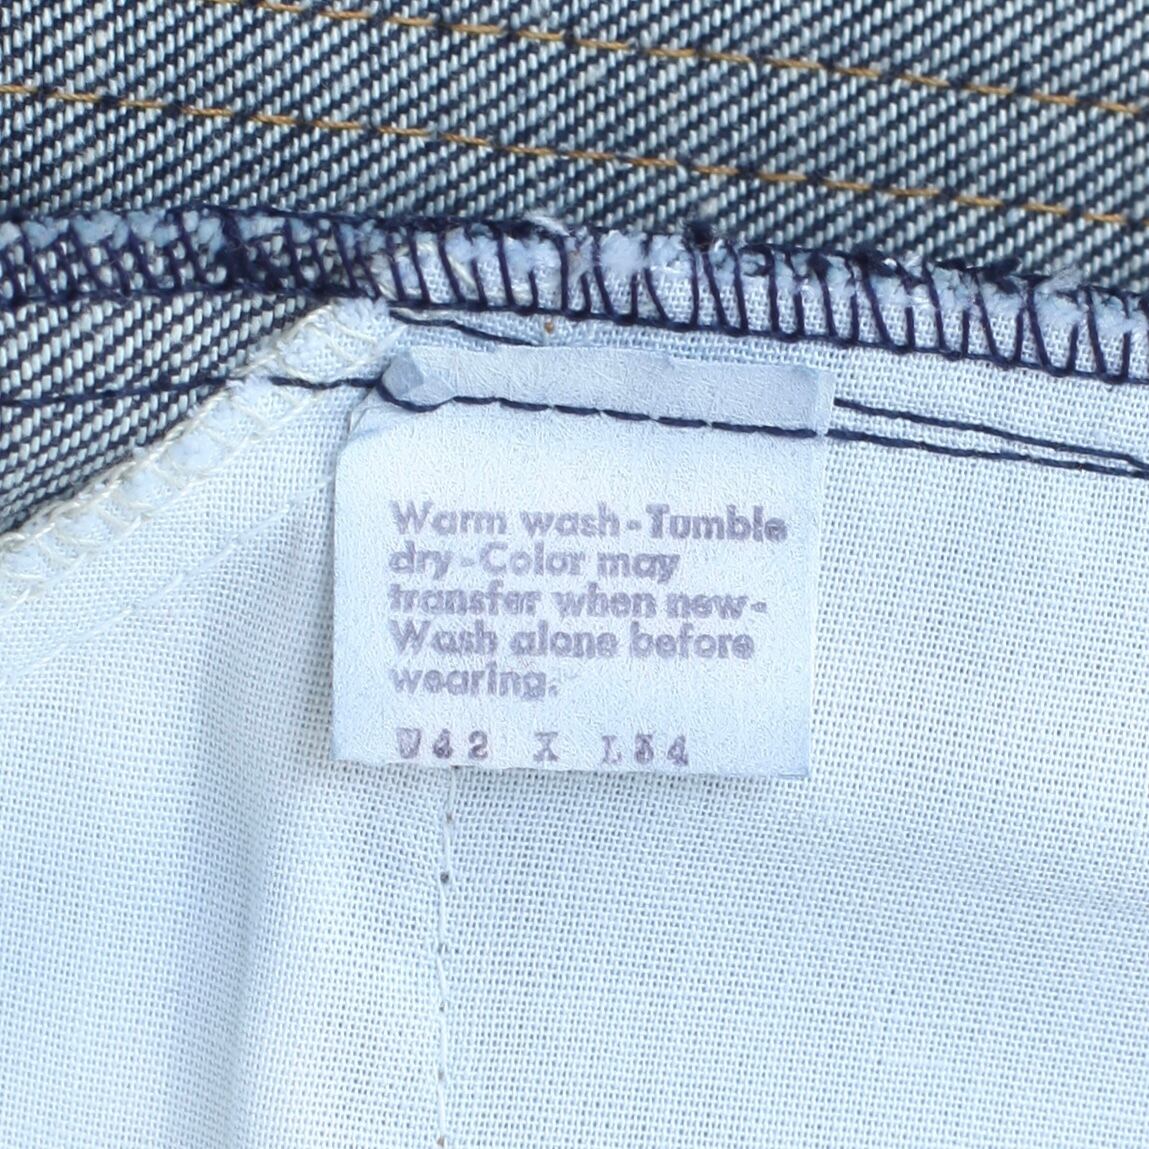 Warm wash-Tumble
dry-Color may
transfer when new-
Wash alone before
wearing.
W42 X L34